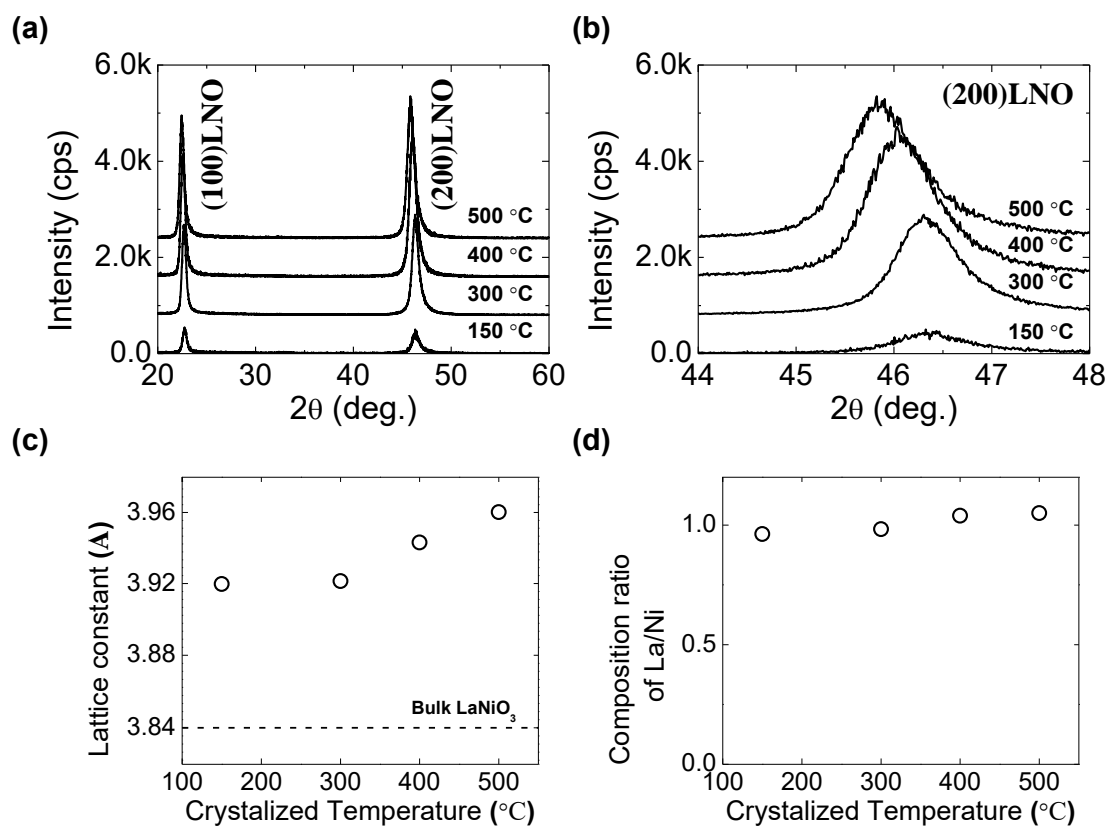 (a)
6.0k
4.0k
2.0k
0.0
Intensity (cps)
(100)LNO
(200)LNO
500 °C
400 °C
300 °C
150 °C
20 30 40 50 60
2θ (deg.)
(b)
6.0k
4.0k
2.0k
0.0
Intensity (cps)
(200)LNO
500 °C
400 °C
300 °C
150 °C
44 45 46 47 48
2θ (deg.)
(c)
3.96
3.92
3.88
3.84
Lattice constant (A)
Bulk LaNiO₃
100 200 300 400 500
Crystalized Temperature (°C)
(d)
1.0
0.5
0.0
Composition ratio
of La/Ni
100 200 300 400 500
Crystalized Temperature (°C)